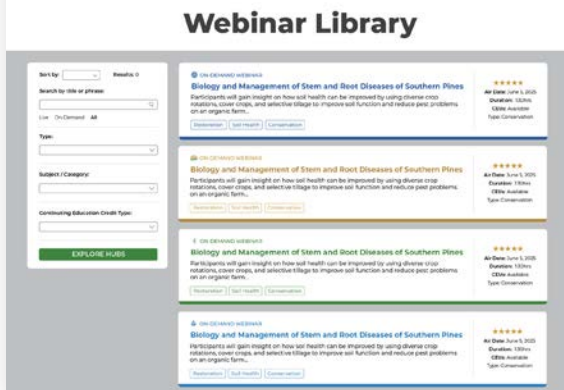 Webinar Library
Sort by:
Results: 0
Search by title or phrase:
Live On-Demand All
Type:
Subject / Category:
Continuing Education Credit Type:
EXPLORE HUBS
ON-DEMAND WEBINAR
Biology and Management of Stem and Root Diseases of Southern Pines
Participants will gain insight on how soil health can be improved by using diverse crop
rotations, cover crops, and selective tillage to improve soil function and reduce pest problems
on an organic farm...
Restoration Soil Health Conservation
Air Date: June 5, 2025
Duration:
CEUs: Available
Type: Conservation
ON-DEMAND WEBINAR
Biology and Management of Stem and Root Diseases of Southern Pines
Participants will gain insight on how soil health can be improved by using diverse crop
rotations, cover crops, and selective tillage to improve soil function and reduce pest problems
on an organic farm...
Restoration Soil Health Conservation
Air Date: June 5, 2025
Duration:
CEUs: Available
Type: Conservation
ON-DEMAND WEBINAR
Biology and Management of Stem and Root Diseases of Southern Pines
Participants will gain insight on how soil health can be improved by using diverse crop
rotations, cover crops, and selective tillage to improve soil function and reduce pest problems
on an organic farm...
Restoration Soil Health Conservation
Air Date: June 5, 2025
Duration:
CEUs: Available
Type: Conservation
ON-DEMAND WEBINAR
Biology and Management of Stem and Root Diseases of Southern Pines
Participants will gain insight on how soil health can be improved by using diverse crop
rotations, cover crops, and selective tillage to improve soil function and reduce pest problems
on an organic farm...
Restoration Soil Health Conservation
Air Date: June 5, 2025
Duration:
CEUs: Available
Type: Conservation